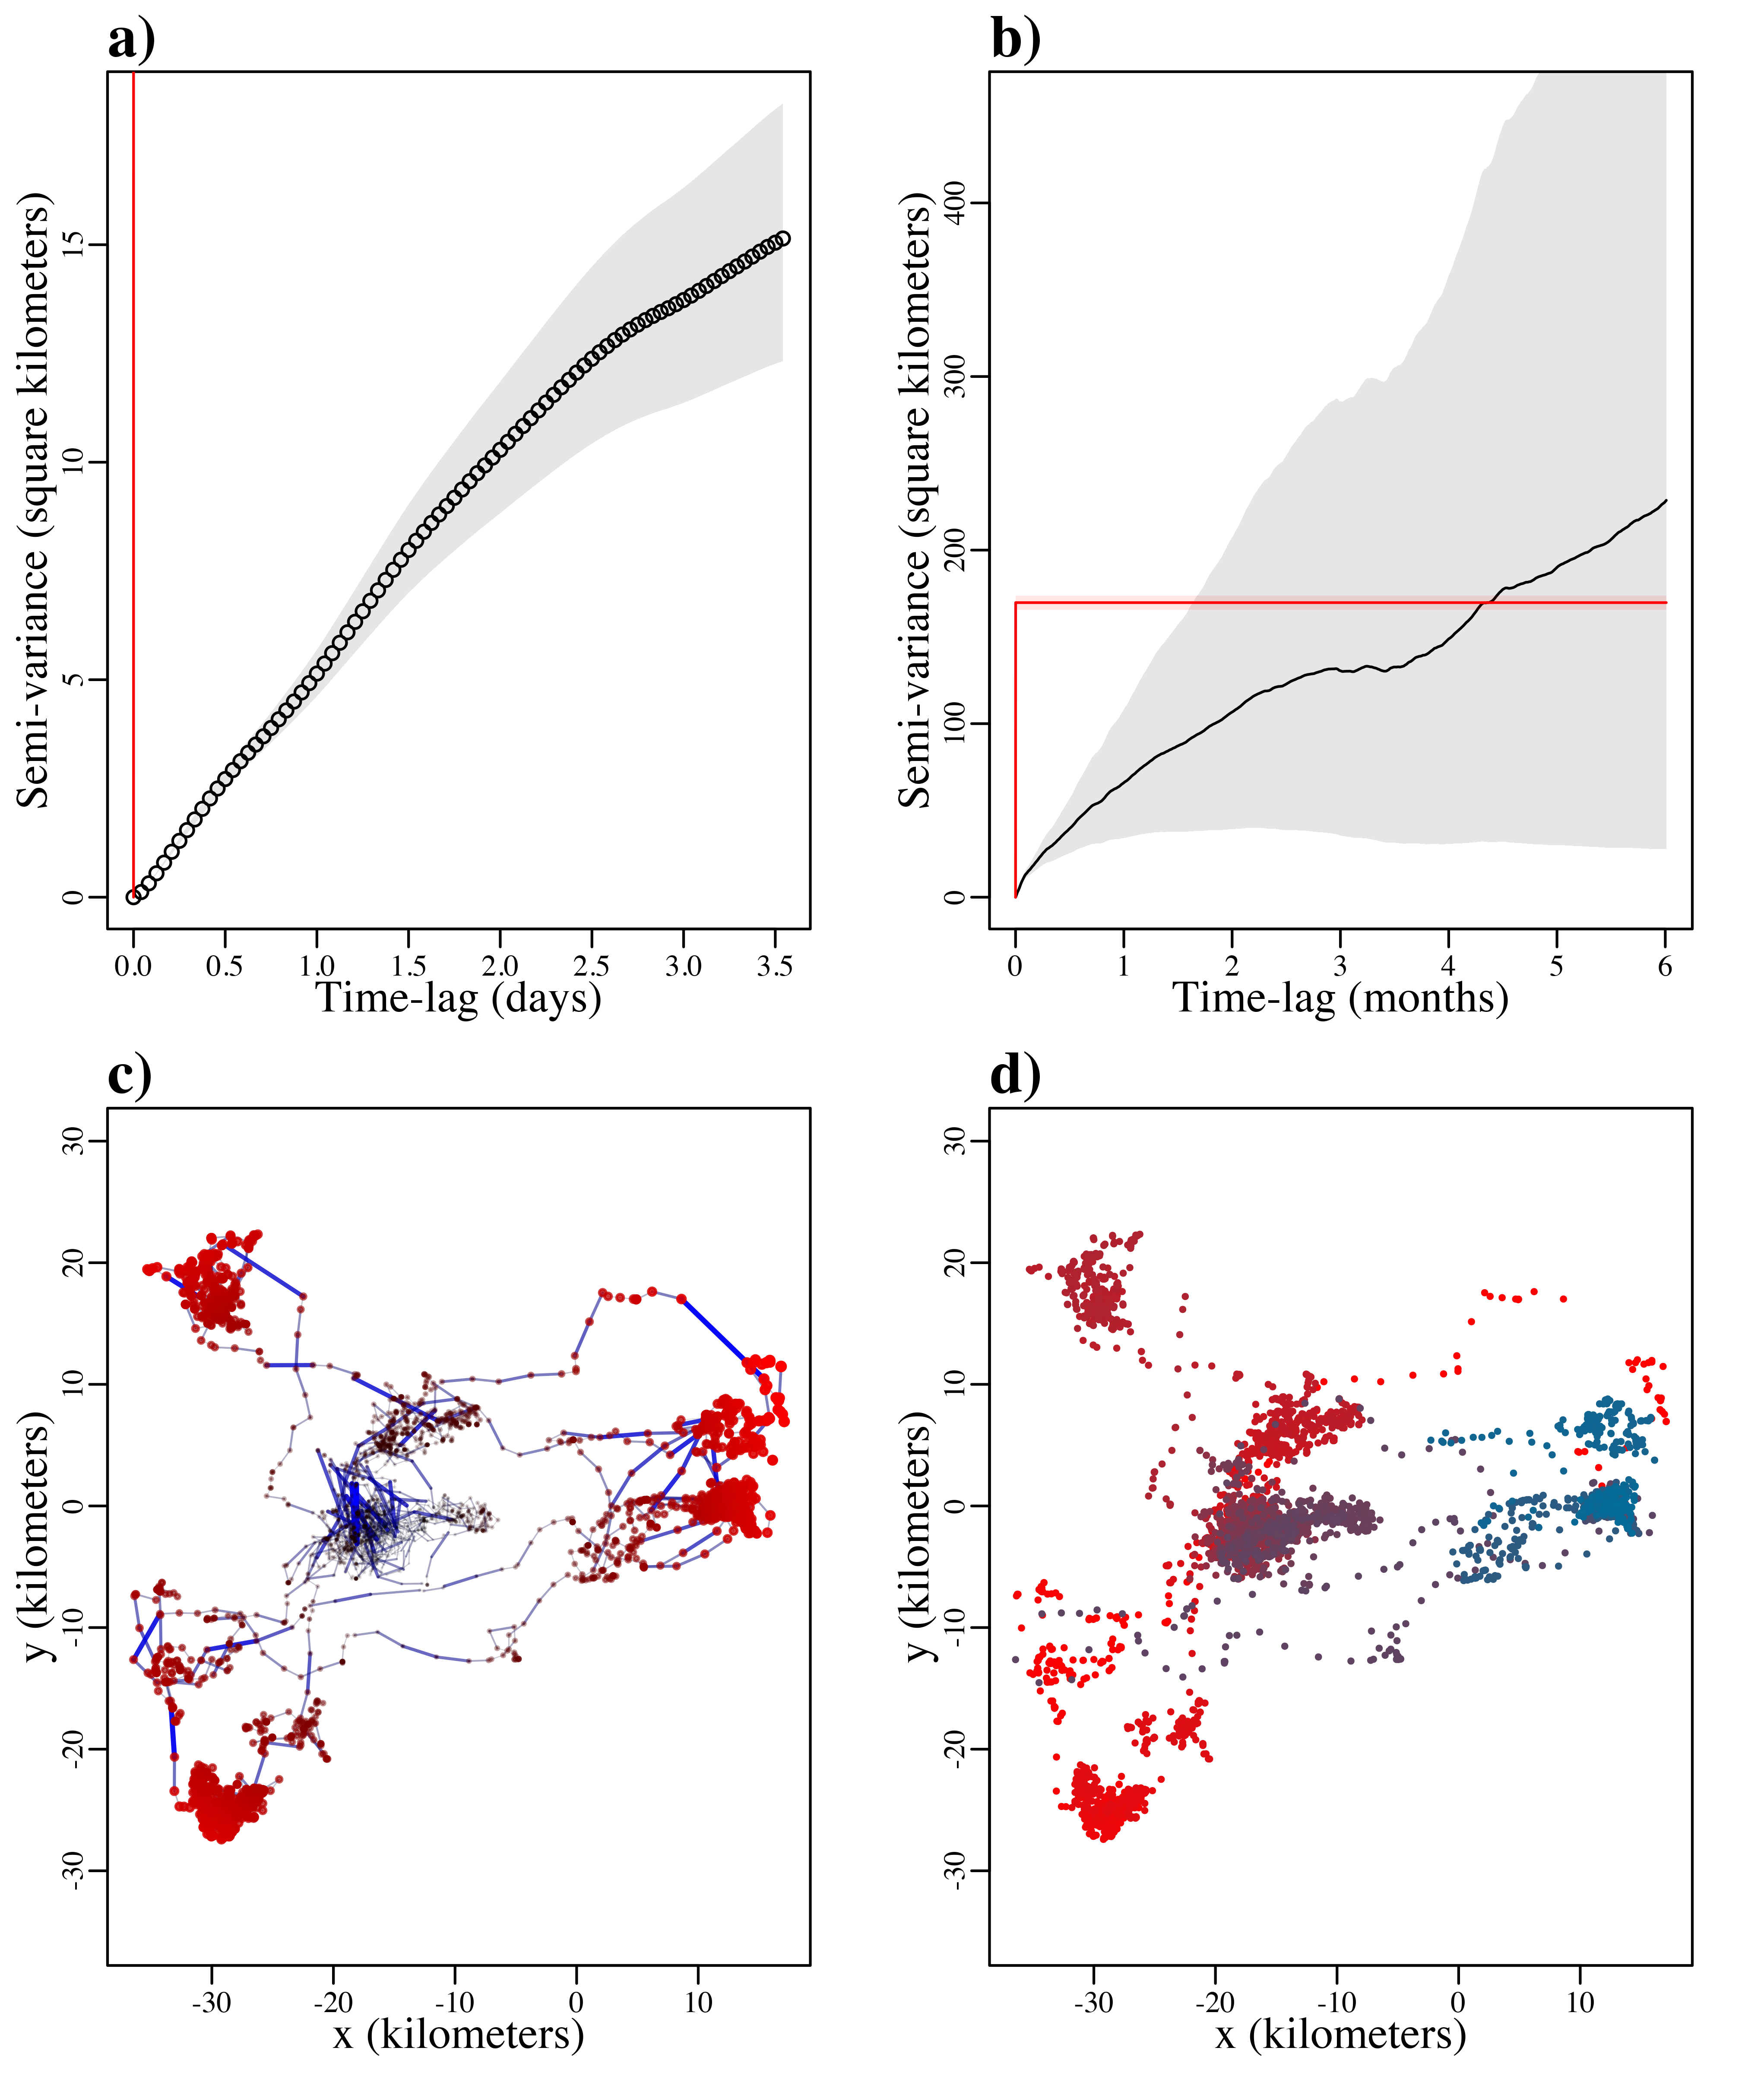 a)
Semi-variance (square kilometers)
15
10
5
0
0.0 0.5 1.0 1.5 2.0 2.5 3.0 3.5
Time-lag (days)
b)
Semi-variance (square kilometers)
400
300
200
100
0
0 1 2 3 4 5 6
Time-lag (months)
c)
y (kilometers)
30
20
10
0
-10
-20
-30
-30 -20 -10 0 10
x (kilometers)
d)
y (kilometers)
30
20
10
0
-10
-20
-30
-30 -20 -10 0 10
x (kilometers)